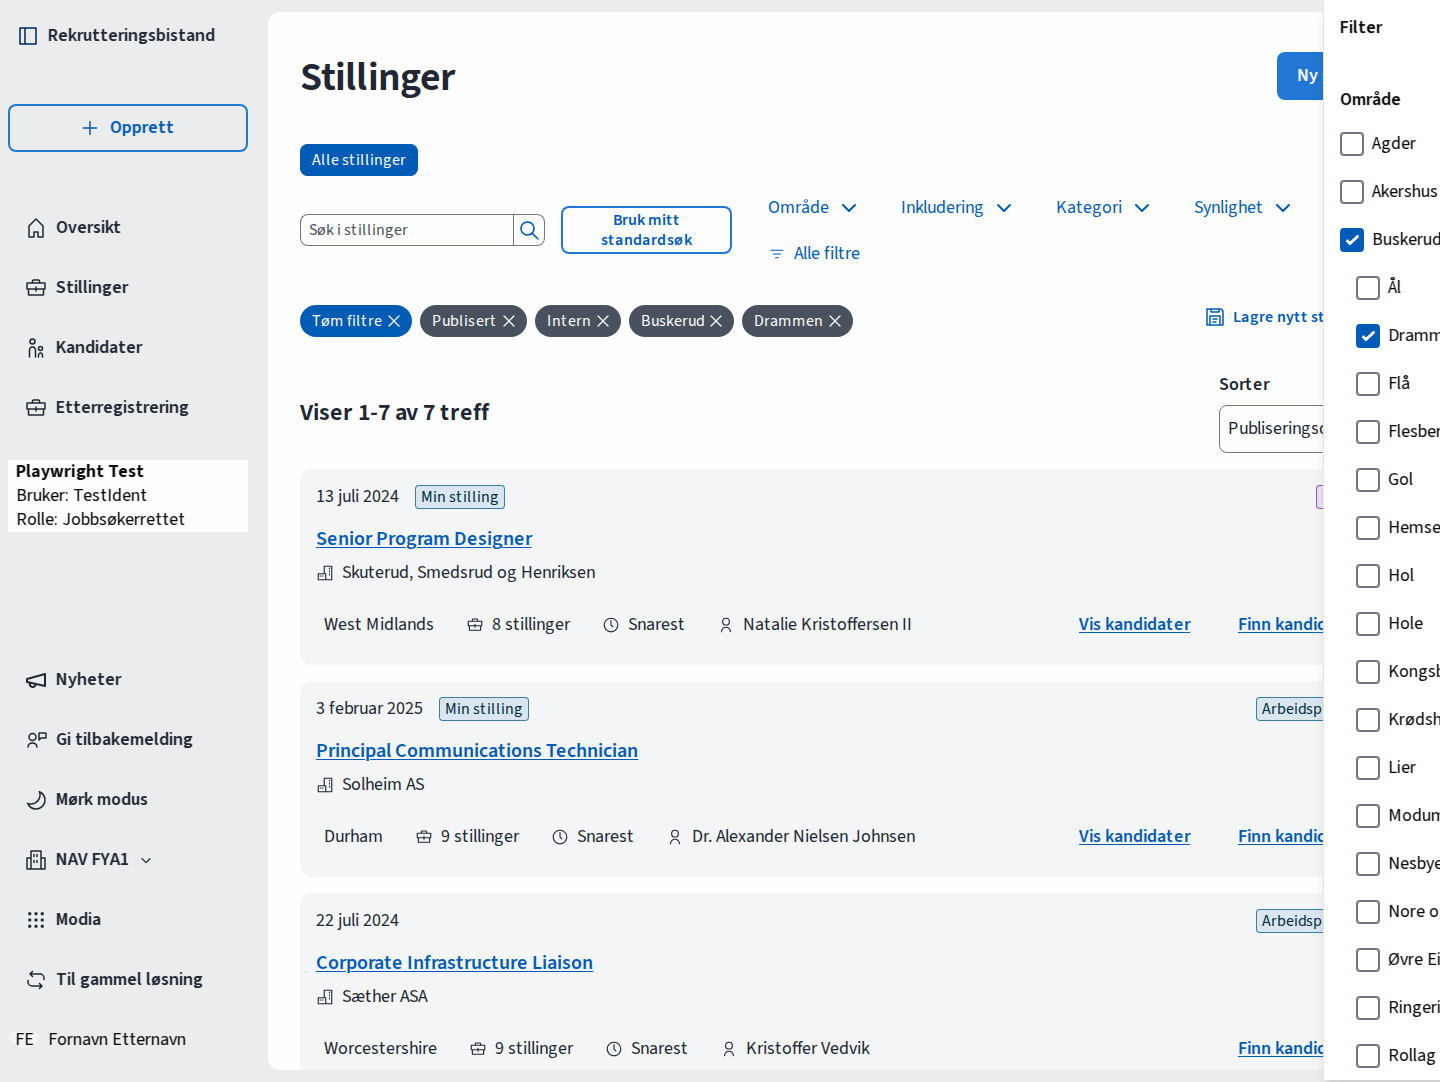 Rekrutteringsbistand
Opprett
Oversikt
Stillinger
Kandidater
Etterregistrering
Playwright Test
Bruker: TestIdent
Rolle: Jobbsøkerrettet
Nyheter
Gi tilbakemelding
Mørk modus
NAV FYA1
Modia
Til gammel løsning
FE Fornavn Etternavn
Stillinger
Ny
Alle stillinger
Søk i stillinger
Bruk mitt
standardsøk
Område
Inkludering
Kategori
Synlighet
Alle filtre
Tøm filtre
Publisert
Intern
Buskerud
Drammen
Lagre nytt st
Viser 1-7 av 7 treff
Sorter
Publiserings
13 juli 2024 Min stilling
Senior Program Designer
Skuterud, Smedsrud og Henriksen
West Midlands 8 stillinger Snarest Natalie Kristoffersen II Vis kandidater Finn kandid
3 februar 2025 Min stilling Arbeidsp
Principal Communications Technician
Solheim AS
Durham 9 stillinger Snarest Dr. Alexander Nielsen Johnsen Vis kandidater Finn kandid
22 juli 2024 Arbeidsp
Corporate Infrastructure Liaison
Sæther ASA
Worcestershire 9 stillinger Snarest Kristoffer Vedvik Finn kandid
Filter
Område
Agder
Akershus
Buskerud
Ål
Dramm
Flå
Flesber
Gol
Hemse
Hol
Hole
Kongsb
Krødsh
Lier
Modum
Nesbye
Nore o
Øvre Ei
Ringeri
Rollag